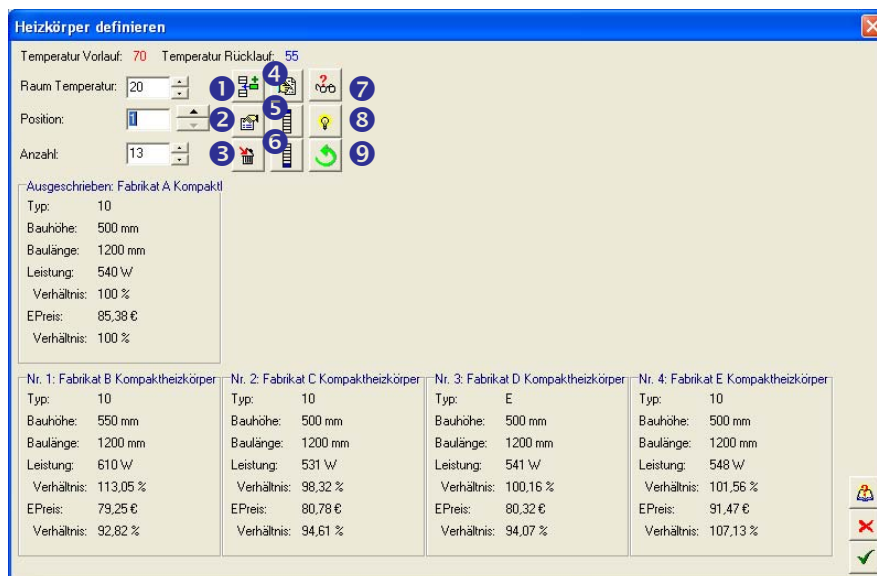 Heizkörper definieren
Temperatur Vorlauf: 70 Temperatur Rücklauf: 55
Raum Temperatur: 20 1 4 7
Position: 1 2 5 8
Anzahl: 13 3 6 9
Ausgeschrieben: Fabrikat A Kompaktl
Typ: 10
Bauhöhe: 500 mm
Baulänge: 1200 mm
Leistung: 540 W
Verhältnis: 100 %
EPreis: 85,38 €
Verhältnis: 100 %
Nr. 1: Fabrikat B Kompaktheizkörper Nr. 2: Fabrikat C Kompaktheizkörper Nr. 3: Fabrikat D Kompaktheizkörper Nr. 4: Fabrikat E Kompaktheizkörper
Typ: 10 Typ: 10 Typ: E Typ: 10
Bauhöhe: 550 mm Bauhöhe: 500 mm Bauhöhe: 500 mm Bauhöhe: 500 mm
Baulänge: 1200 mm Baulänge: 1200 mm Baulänge: 1200 mm Baulänge: 1200 mm
Leistung: 610 W Leistung: 531 W Leistung: 541 W Leistung: 548 W
Verhältnis: 113,05 % Verhältnis: 98,32 % Verhältnis: 100,16 % Verhältnis: 101,56 %
EPreis: 79,25 € EPreis: 80,78 € EPreis: 80,32 € EPreis: 91,47 €
Verhältnis: 92,82 % Verhältnis: 94,61 % Verhältnis: 94,07 % Verhältnis: 107,13 %